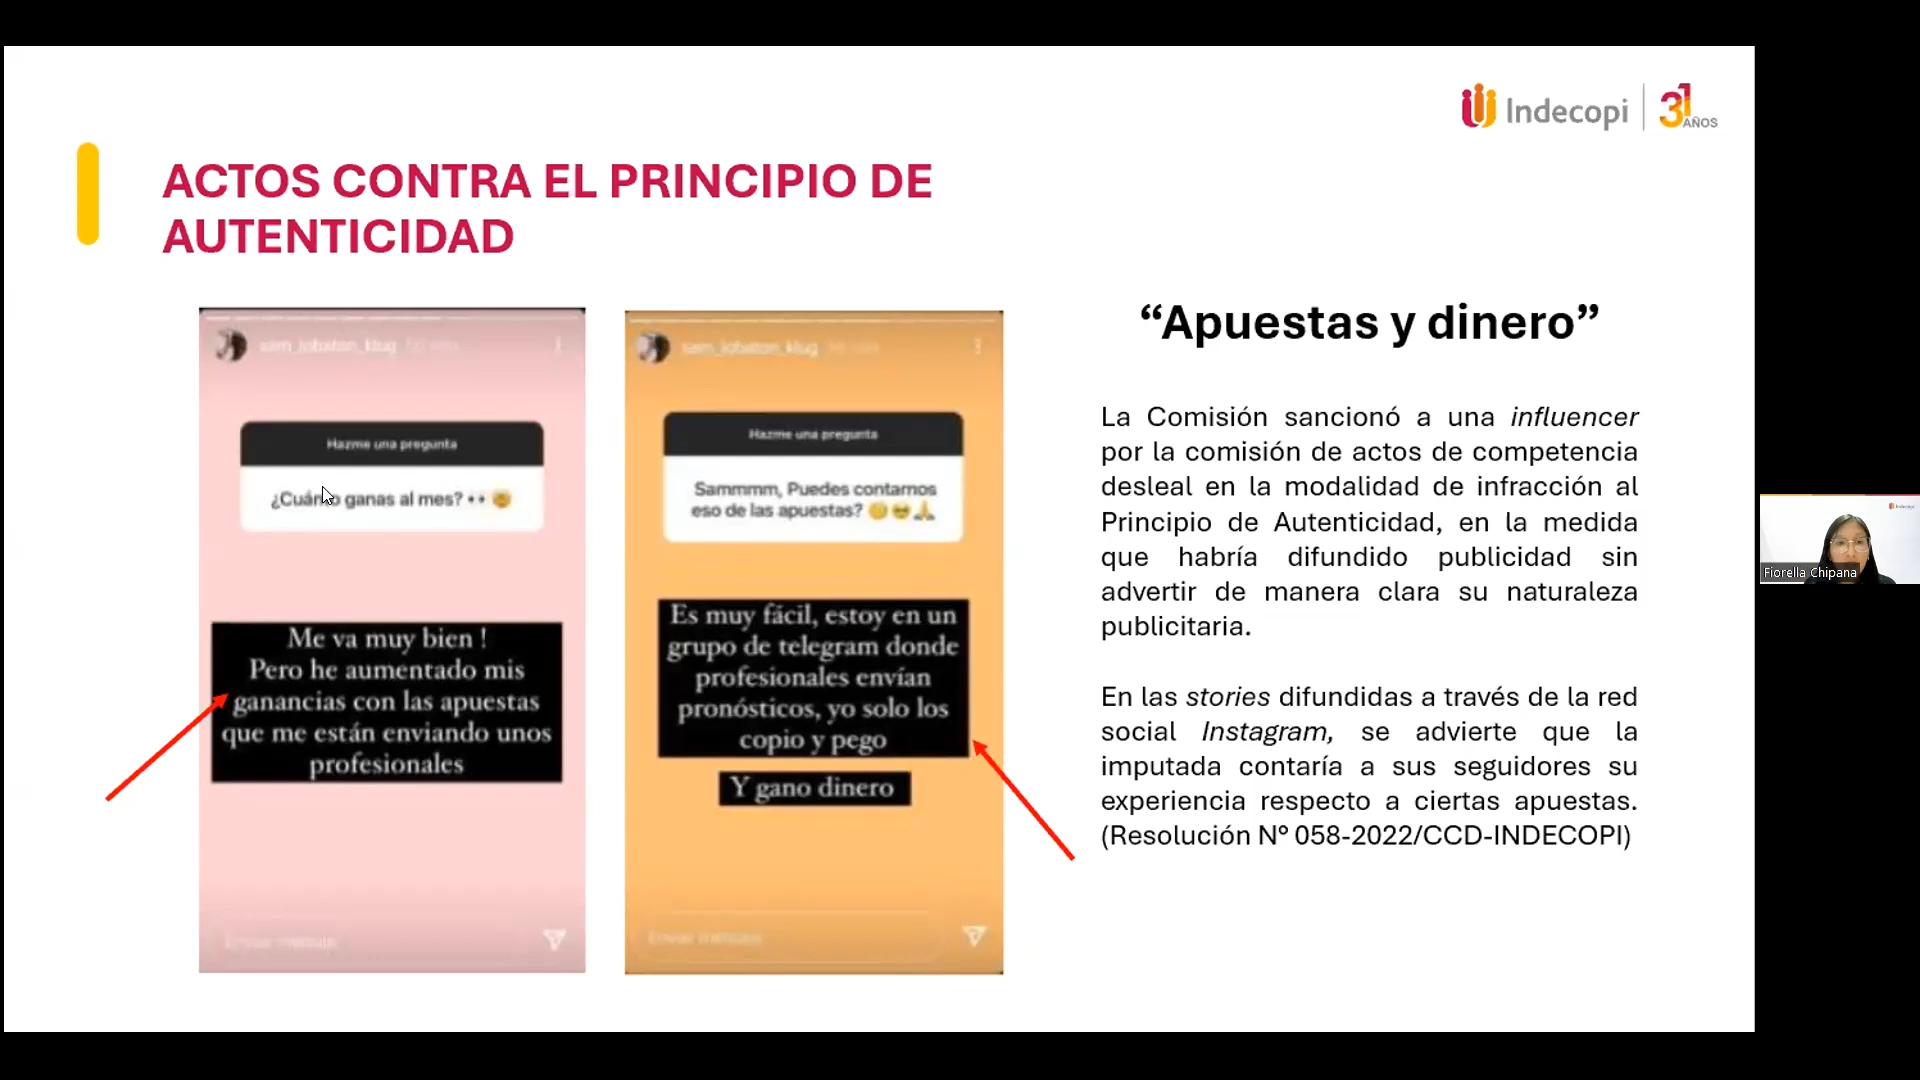 Indecopi
31 AÑOS
ACTOS CONTRA EL PRINCIPIO DE
AUTENTICIDAD
sam_lobaton_klug
Hazme una pregunta
¿Cuánto ganas al mes?
Me va muy bien !
Pero he aumentado mis
ganancias con las apuestas
que me están enviando unos
profesionales
Enviar mensaje
sam_lobaton_klug
Hazme una pregunta
Sammmm, Puedes contarnos
eso de las apuestas?
Es muy fácil, estoy en un
grupo de telegram donde
profesionales envían
pronósticos, yo solo los
copio y pego
Y gano dinero
Enviar mensaje
“Apuestas y dinero”
La Comisión sancionó a una influencer
por la comisión de actos de competencia
desleal en la modalidad de infracción al
Principio de Autenticidad, en la medida
que habría difundido publicidad sin
advertir de manera clara su naturaleza
publicitaria.
En las stories difundidas a través de la red
social Instagram, se advierte que la
imputada contaría a sus seguidores su
experiencia respecto a ciertas apuestas.
(Resolución N° 058-2022/CCD-INDECOPI)
Indecopi
Fiorella Chipana